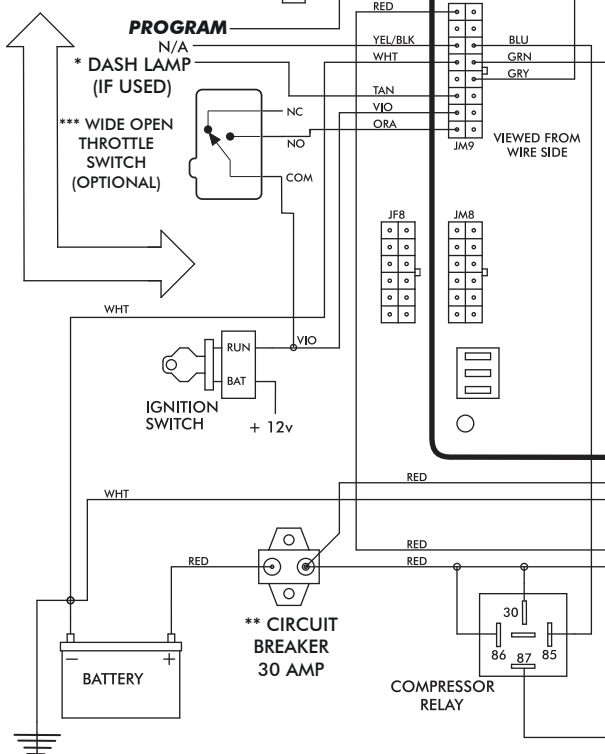 RED
PROGRAM
N/A
YEL/BLK
BLU
* DASH LAMP
(IF USED)
WHT
GRN
GRY
TAN
VIO
ORA
JM9
VIEWED FROM
WIRE SIDE
*** WIDE OPEN
THROTTLE
SWITCH
(OPTIONAL)
NC
NO
COM
JF8
JM8
WHT
VIO
RUN
BAT
IGNITION
SWITCH
+ 12v
RED
WHT
RED
RED
RED
** CIRCUIT
BREAKER
30 AMP
30
86
87
85
COMPRESSOR
RELAY
− +
BATTERY